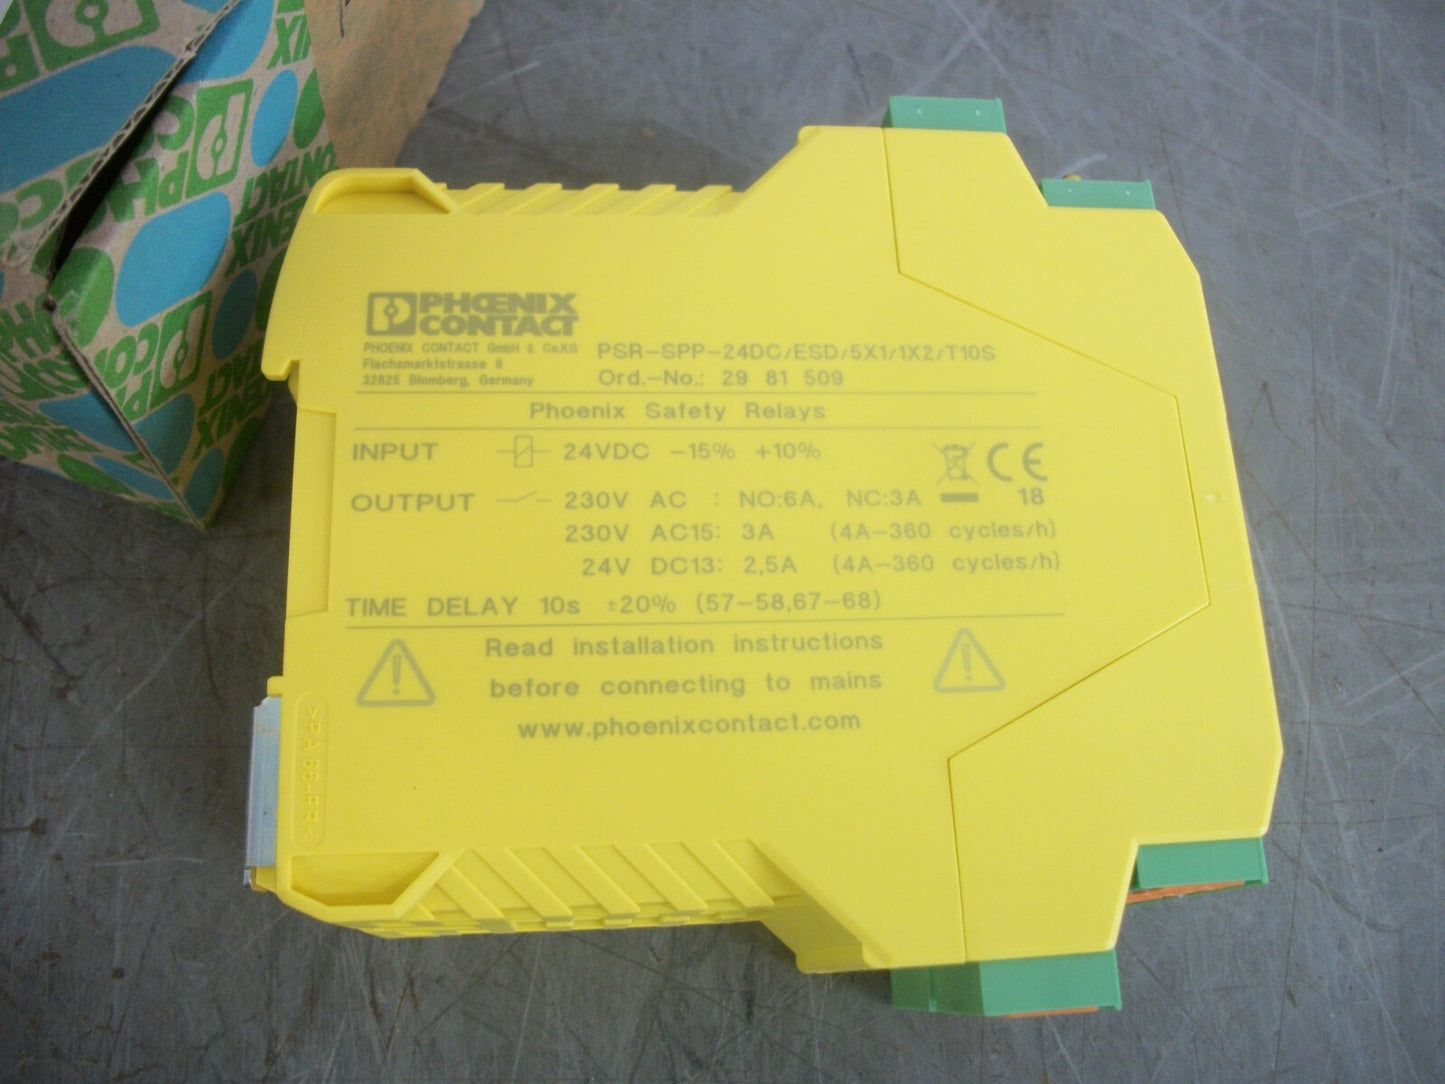 PHŒNIX
CONTACT
PHOENIX CONTACT GmbH & Co.KG
Flachsmarktstrasse 8
32825 Blomberg, Germany
PSR-SPP-24DC/ESD/5X1/1X2/T10S
Ord.-No.: 29 81 509
Phoenix Safety Relays
INPUT 24VDC -15% +10%
CE
OUTPUT 230V AC : NO:6A, NC:3A 18
230V AC15: 3A (4A-360 cycles/h)
24V DC13: 2,5A (4A-360 cycles/h)
TIME DELAY 10s ±20% (57-58,67-68)
Read installation instructions
before connecting to mains
www.phoenixcontact.com
>PA66-FR<